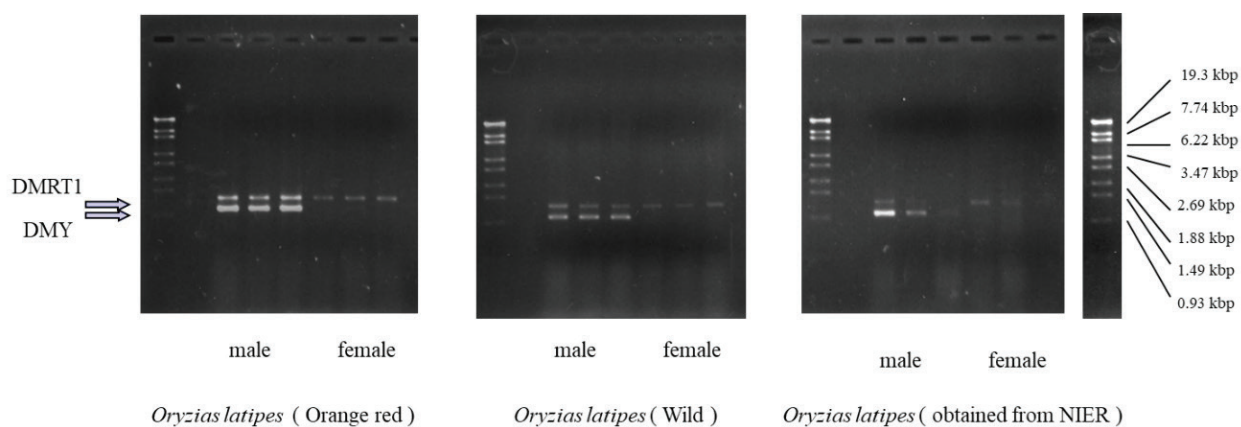 DMRT1
DMY
19.3 kbp
7.74 kbp
6.22 kbp
3.47 kbp
2.69 kbp
1.88 kbp
1.49 kbp
0.93 kbp
male female
male female
male female
Oryzias latipes ( Orange red )
Oryzias latipes ( Wild )
Oryzias latipes ( obtained from NIER )